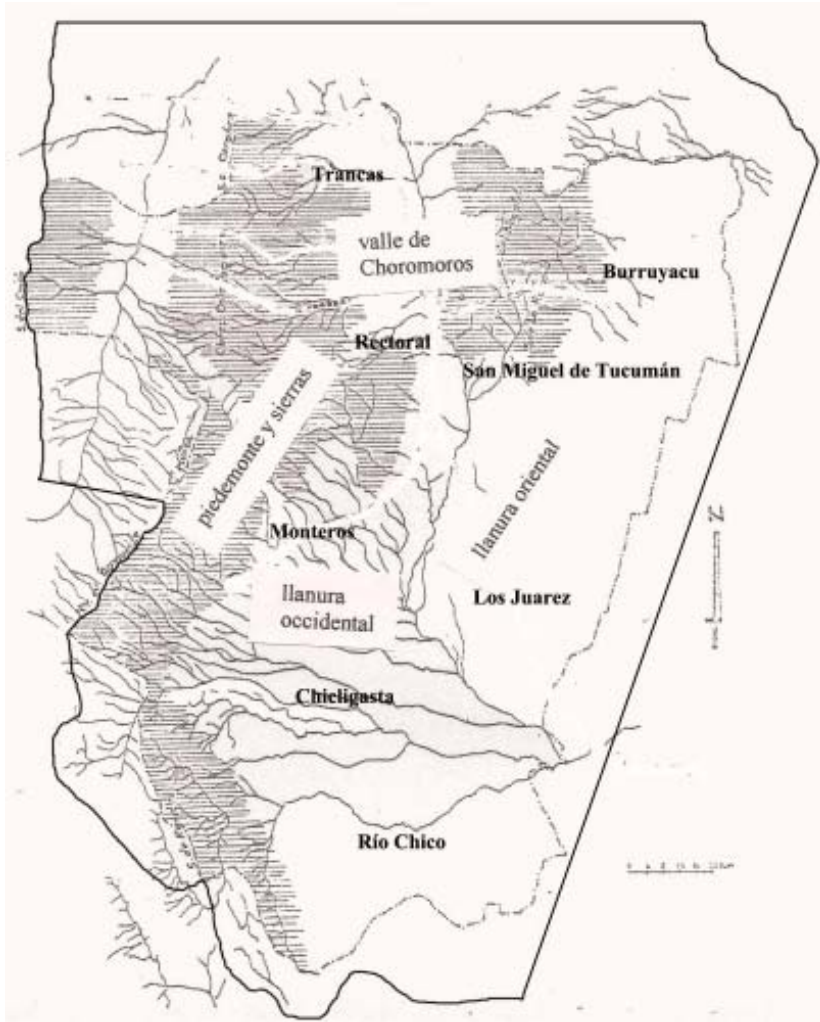 Trancas
valle de
Choromoros
Burruyacu
Rectoral
San Miguel de Tucumán
piedemonte y sierras
llanura oriental
Monteros
llanura
occidental
Los Juarez
Chicligasta
Río Chico